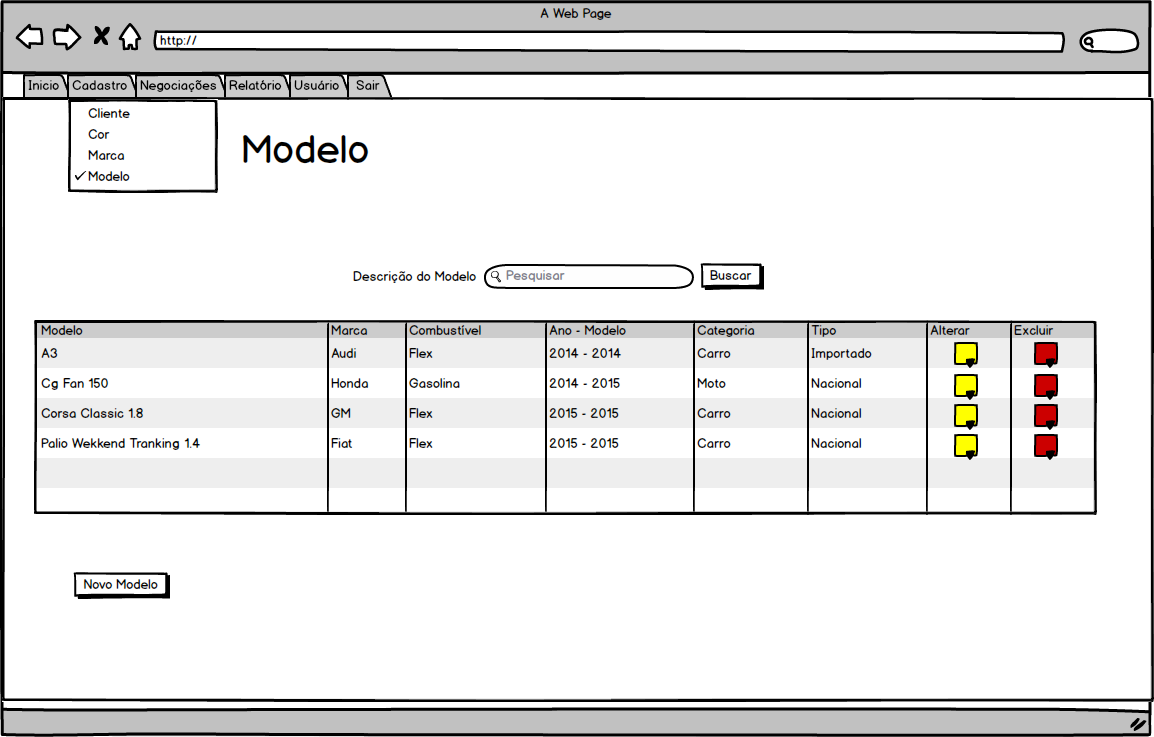 A Web Page
http://
Inicio Cadastro Negociações Relatório Usuário Sair
Cliente
Cor
Marca
Modelo
Modelo
Descrição do Modelo Pesquisar Buscar
Modelo Marca Combustível Ano - Modelo Categoria Tipo Alterar Excluir
A3 Audi Flex 2014 - 2014 Carro Importado
Cg Fan 150 Honda Gasolina 2014 - 2015 Moto Nacional
Corsa Classic 1.8 GM Flex 2015 - 2015 Carro Nacional
Palio Wekkend Tranking 1.4 Fiat Flex 2015 - 2015 Carro Nacional
Novo Modelo